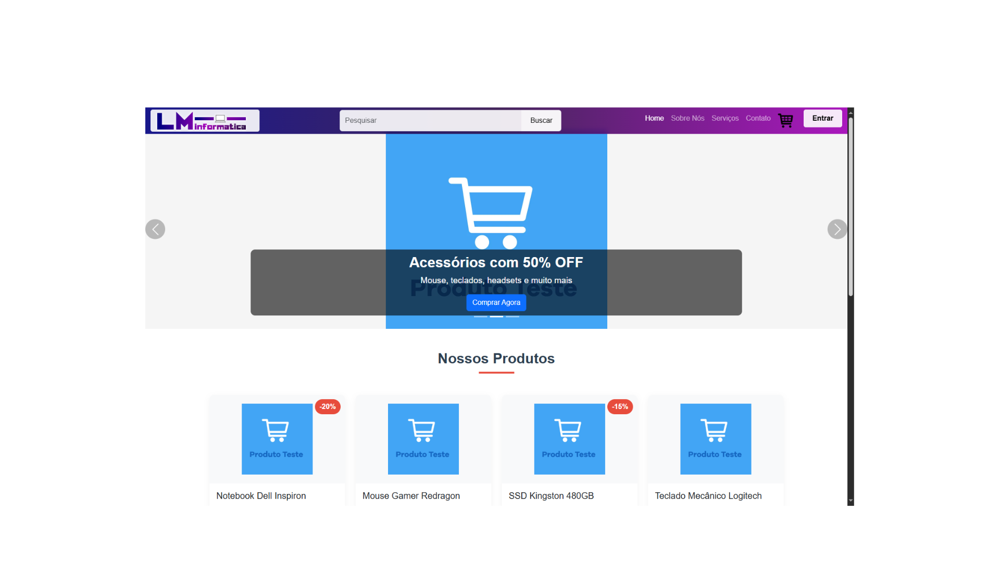 LM informatica
Pesquisar
Buscar
Home
Sobre Nós
Serviços
Contato
Entrar
Acessórios com 50% OFF
Mouse, teclados, headsets e muito mais
Produto Teste
Comprar Agora
Nossos Produtos
-20%
-15%
Produto Teste
Produto Teste
Produto Teste
Produto Teste
Notebook Dell Inspiron
Mouse Gamer Redragon
SSD Kingston 480GB
Teclado Mecânico Logitech